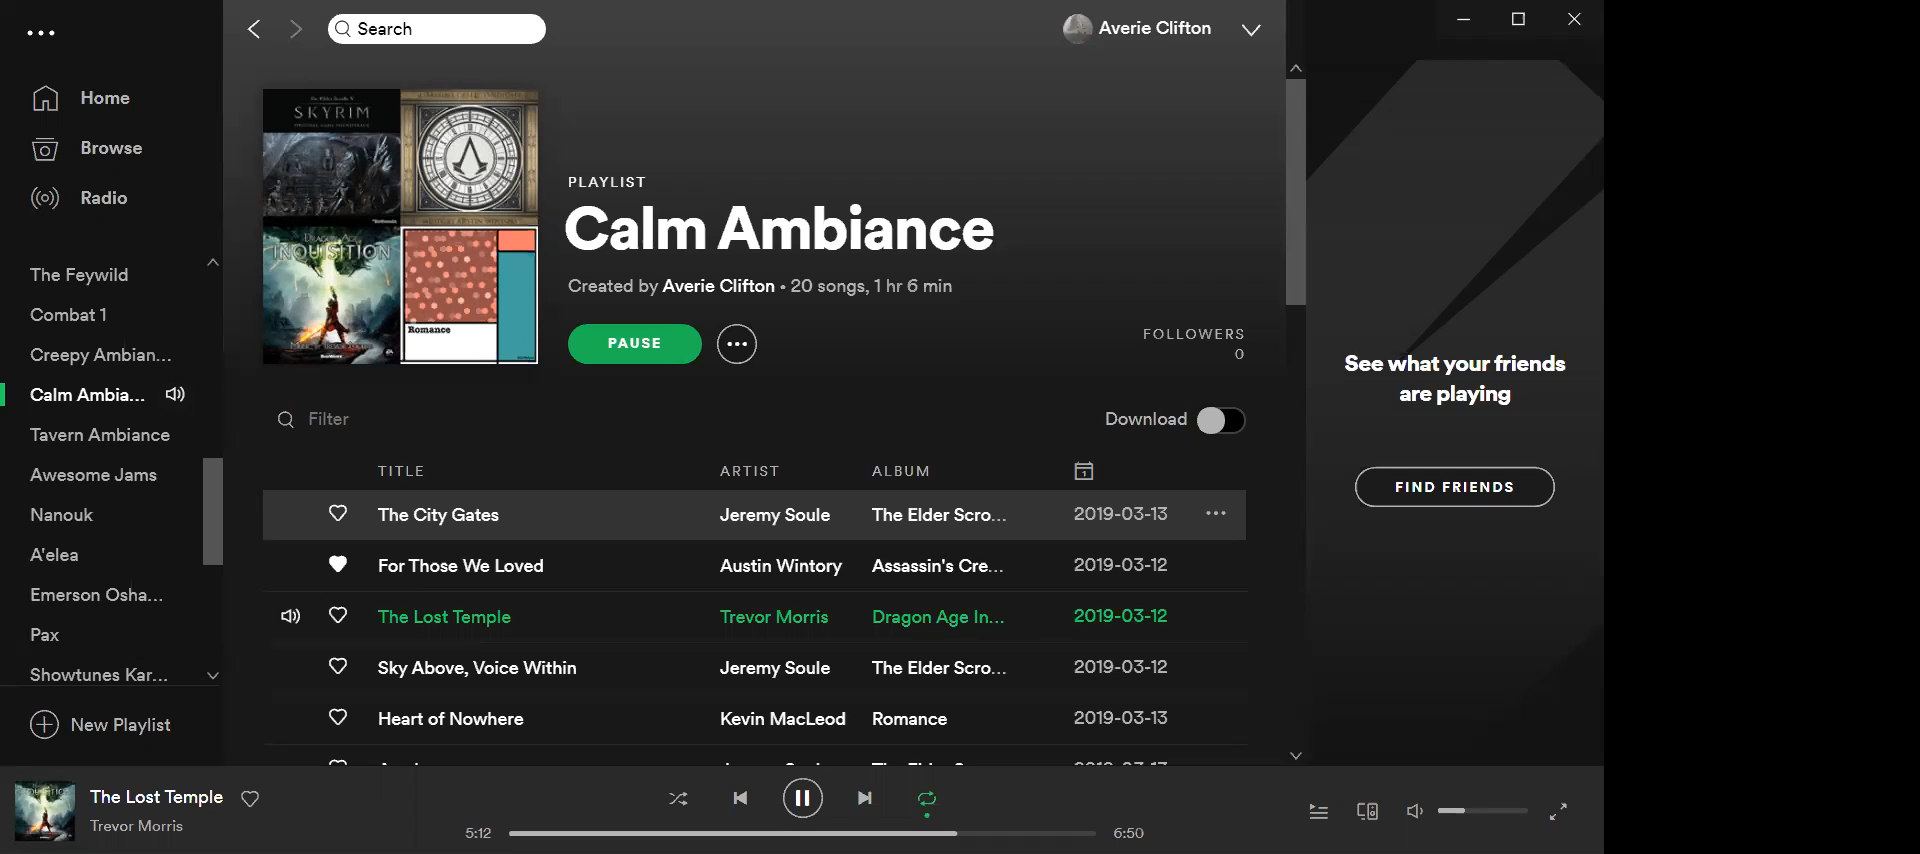 Search
Averie Clifton
Home
Browse
Radio
The Feywild
Combat 1
Creepy Ambian...
Calm Ambia...
Tavern Ambiance
Awesome Jams
Nanouk
A'elea
Emerson Osha...
Pax
Showtunes Kar...
New Playlist
SKYRIM
DRAGON AGE
INQUISITION
Romance
PLAYLIST
Calm Ambiance
Created by Averie Clifton • 20 songs, 1 hr 6 min
PAUSE
FOLLOWERS
0
Filter
Download
TITLE ARTIST ALBUM
The City Gates Jeremy Soule The Elder Scro... 2019-03-13
For Those We Loved Austin Wintory Assassin's Cre... 2019-03-12
The Lost Temple Trevor Morris Dragon Age In... 2019-03-12
Sky Above, Voice Within Jeremy Soule The Elder Scro... 2019-03-12
Heart of Nowhere Kevin MacLeod Romance 2019-03-13
See what your friends
are playing
FIND FRIENDS
The Lost Temple
Trevor Morris
5:12
6:50